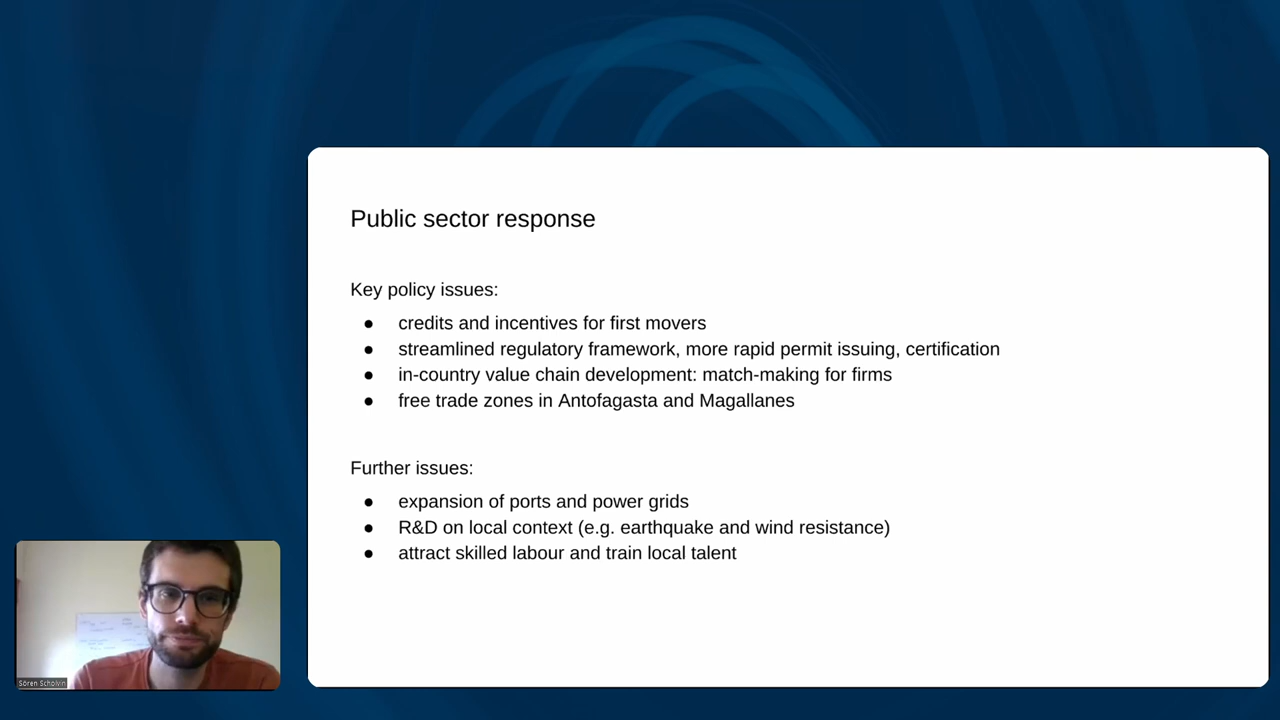 Public sector response
Key policy issues:
● credits and incentives for first movers
● streamlined regulatory framework, more rapid permit issuing, certification
● in-country value chain development: match-making for firms
● free trade zones in Antofagasta and Magallanes
Further issues:
● expansion of ports and power grids
● R&D on local context (e.g. earthquake and wind resistance)
● attract skilled labour and train local talent
Sören Scholvin